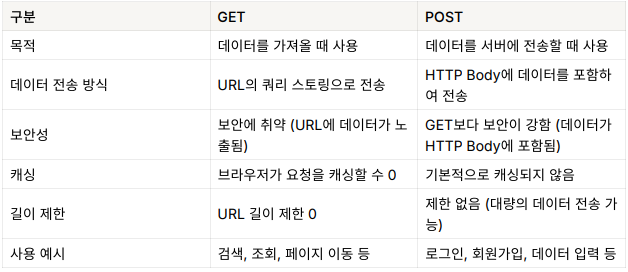 구분 GET POST
목적 데이터를 가져올 때 사용 데이터를 서버에 전송할 때 사용
데이터 전송 방식 URL의 쿼리 스토링으로 전송 HTTP Body에 데이터를 포함하
여 전송
보안성 보안에 취약 (URL에 데이터가 노
출됨) GET보다 보안이 강함 (데이터가
HTTP Body에 포함됨)
캐싱 브라우저가 요청을 캐싱할 수 0 기본적으로 캐싱되지 않음
길이 제한 URL 길이 제한 0 제한 없음 (대량의 데이터 전송 가
능)
사용 예시 검색, 조회, 페이지 이동 등 로그인, 회원가입, 데이터 입력 등